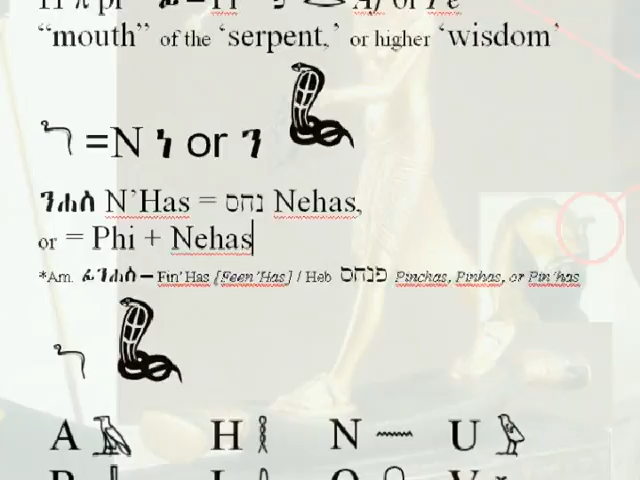 “mouth” of the ‘serpent,’ or higher ‘wisdom’
=N ነ or ን
ንሐስ N’Has = נחס Nehas,
or = Phi + Nehas
*Am. ፊንሐስ – Fin’Has [Feen’Has] / Heb פנחס Pinchas, Pinhas, or Pin’has
A H N U